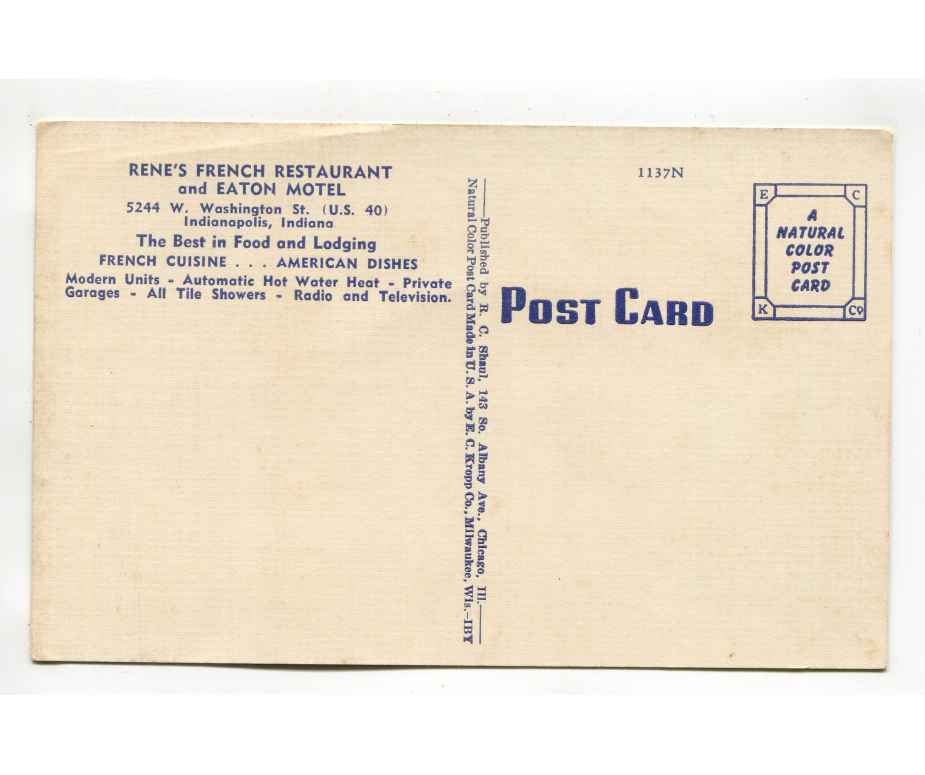 RENE'S FRENCH RESTAURANT
and EATON MOTEL
5244 W. Washington St. (U.S. 40)
Indianapolis, Indiana
The Best in Food and Lodging
FRENCH CUISINE . . . AMERICAN DISHES
Modern Units - Automatic Hot Water Heat - Private
Garages - All Tile Showers - Radio and Television.
Published by R. C. Shaul, 143 So. Albany Ave., Chicago, Ill.
Natural Color Post Card Made in U. S. A. by E. C. Kropp Co., Milwaukee, Wis.-IBY
POST CARD
1137N
E C
A
NATURAL
COLOR
POST
CARD
K Co